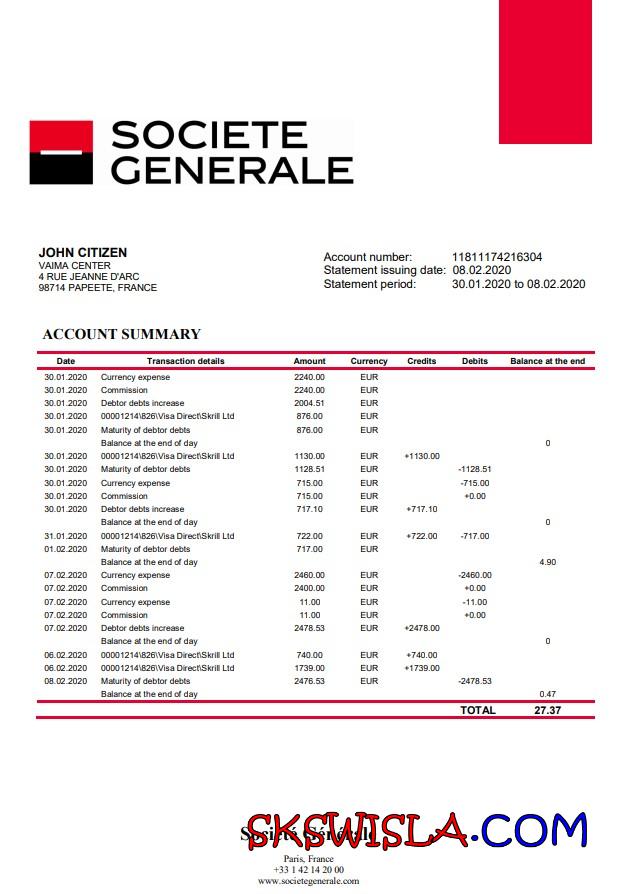 SOCIETE
GENERALE
JOHN CITIZEN
VAIMA CENTER
4 RUE JEANNE D'ARC
98714 PAPEETE, FRANCE
Account number: 11811174216304
Statement issuing date: 08.02.2020
Statement period: 30.01.2020 to 08.02.2020
ACCOUNT SUMMARY
Date Transaction details Amount Currency Credits Debits Balance at the end
30.01.2020 Currency expense 2240.00 EUR
30.01.2020 Commission 2240.00 EUR
30.01.2020 Debtor debts increase 2004.51 EUR
30.01.2020 00001214\826\Visa Direct\Skrill Ltd 876.00 EUR
30.01.2020 Maturity of debtor debts 876.00 EUR
Balance at the end of day 0
30.01.2020 00001214\826\Visa Direct\Skrill Ltd 1130.00 EUR +1130.00
30.01.2020 Maturity of debtor debts 1128.51 EUR -1128.51
30.01.2020 Currency expense 715.00 EUR -715.00
30.01.2020 Commission 715.00 EUR +0.00
30.01.2020 Debtor debts increase 717.10 EUR +717.10
Balance at the end of day 0
31.01.2020 00001214\826\Visa Direct\Skrill Ltd 722.00 EUR +722.00 -717.00
01.02.2020 Maturity of debtor debts 717.00 EUR
Balance at the end of day 4.90
07.02.2020 Currency expense 2460.00 EUR -2460.00
07.02.2020 Commission 2400.00 EUR +0.00
07.02.2020 Currency expense 11.00 EUR -11.00
07.02.2020 Commission 11.00 EUR +0.00
07.02.2020 Debtor debts increase 2478.53 EUR +2478.00
Balance at the end of day 0
06.02.2020 00001214\826\Visa Direct\Skrill Ltd 740.00 EUR +740.00
06.02.2020 00001214\826\Visa Direct\Skrill Ltd 1739.00 EUR +1739.00
08.02.2020 Maturity of debtor debts 2476.53 EUR -2478.53
Balance at the end of day 0.47
TOTAL 27.37
Société Générale
SKSWISLA.COM
Paris, France
+33 1 42 14 20 00
www.societegenerale.com